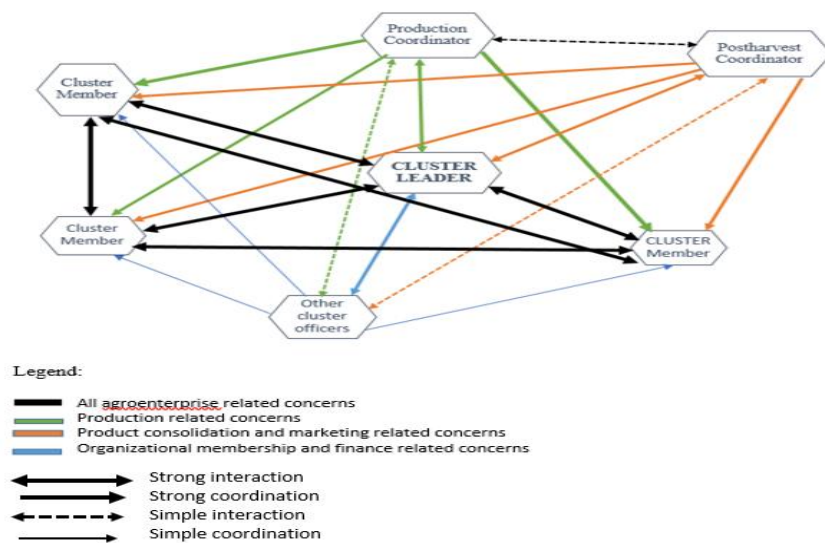 Production
Coordinator
Postharvest
Coordinator
Cluster
Member
CLUSTER
LEADER
Cluster
Member
CLUSTER
Member
Other
cluster
officers
Legend:
All agroenterprise related concerns
Production related concerns
Product consolidation and marketing related concerns
Organizational membership and finance related concerns
Strong interaction
Strong coordination
Simple interaction
Simple coordination